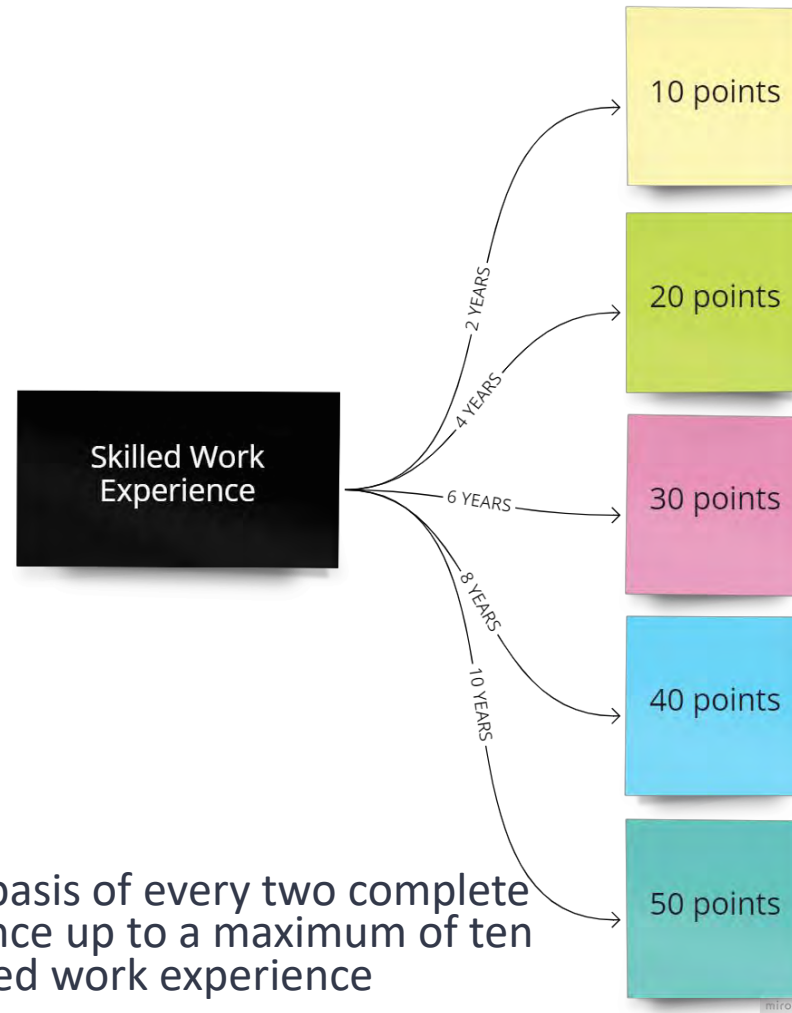 10 points
2 YEARS
20 points
4 YEARS
Skilled Work
Experience
6 YEARS
30 points
8 YEARS
10 YEARS
40 points
50 points
basis of every two complete
nce up to a maximum of ten
ed work experience
miro